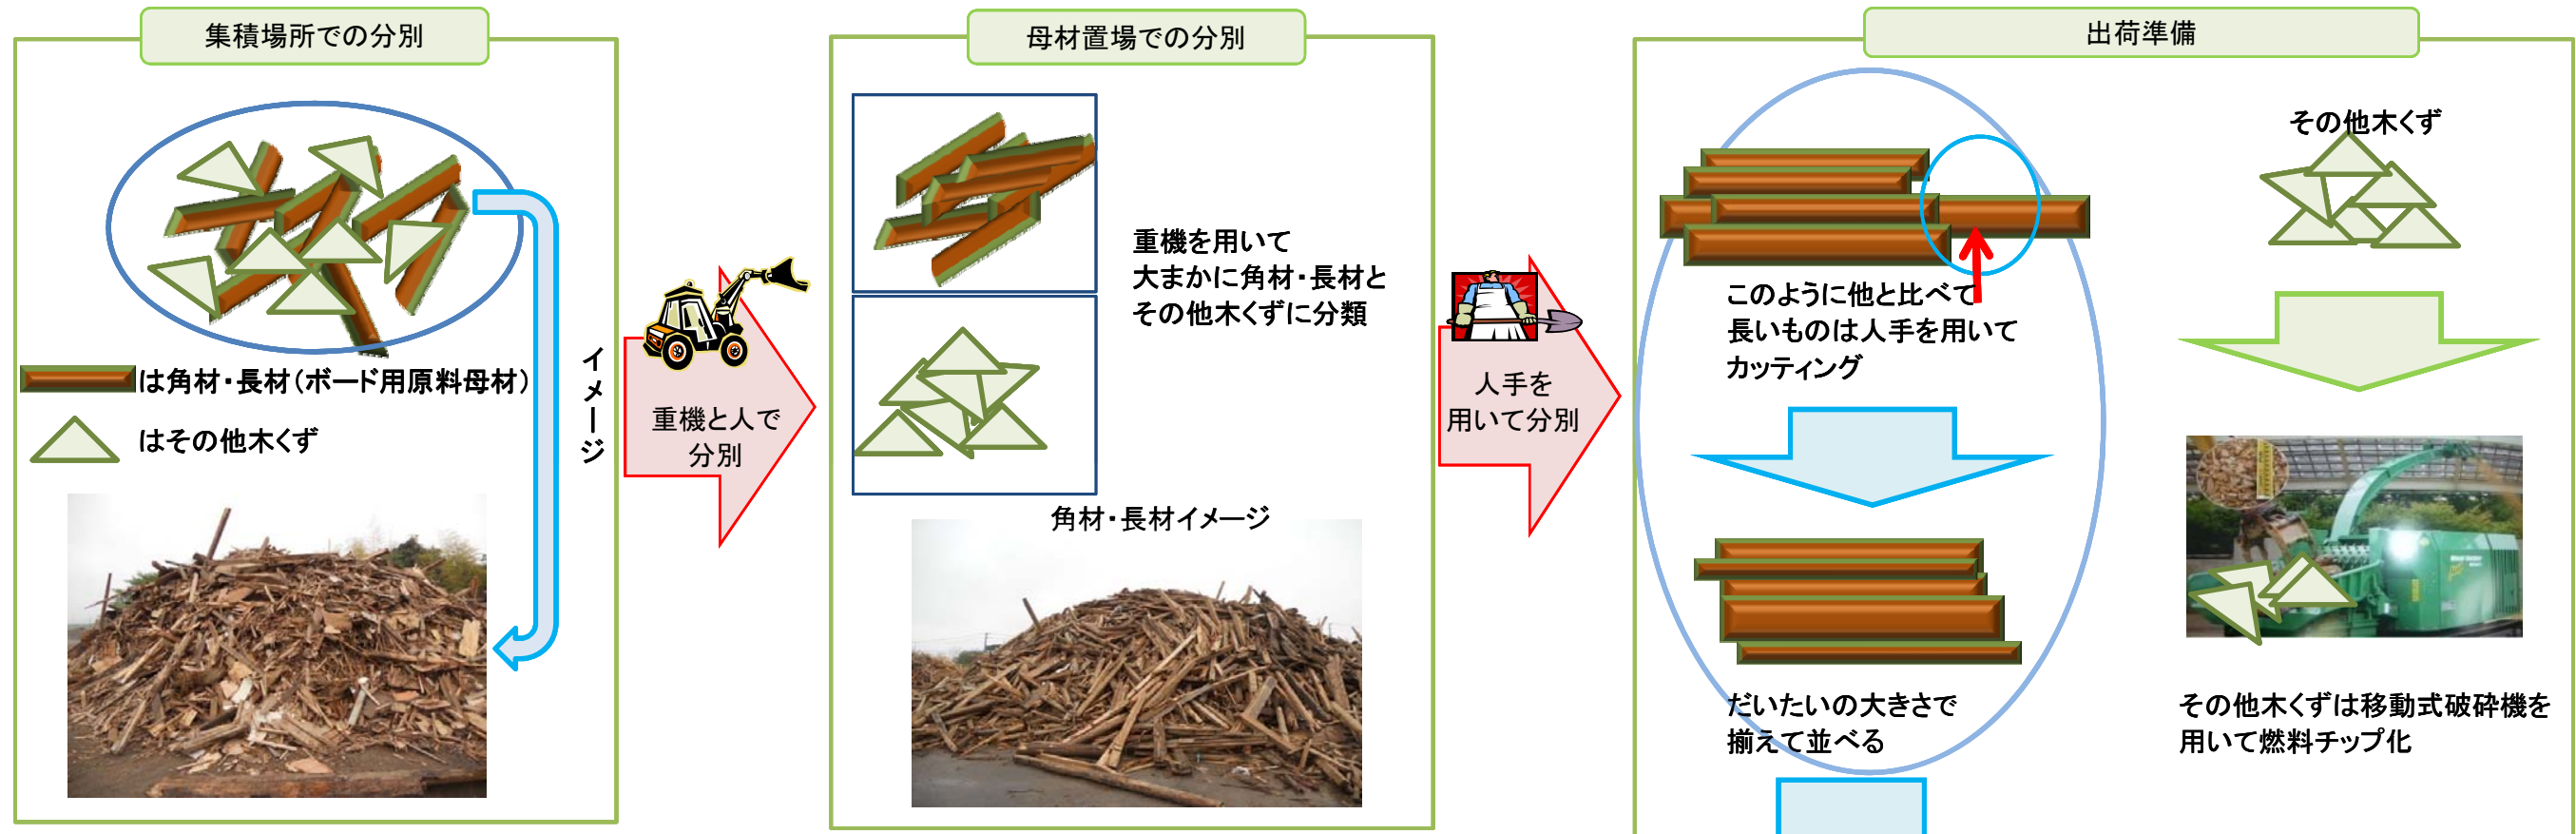 集積場所での分別
は角材・長材（ボード用原料母材）
はその他木くず
イメージ
重機と人で
分別
母材置場での分別
重機を用いて
大まかに角材・長材と
その他木くずに分類
角材・長材イメージ
人手を
用いて分別
出荷準備
このように他と比べて
長いものは人手を用いて
カッティング
だいたいの大きさで
揃えて並べる
その他木くず
その他木くずは移動式破砕機を
用いて燃料チップ化